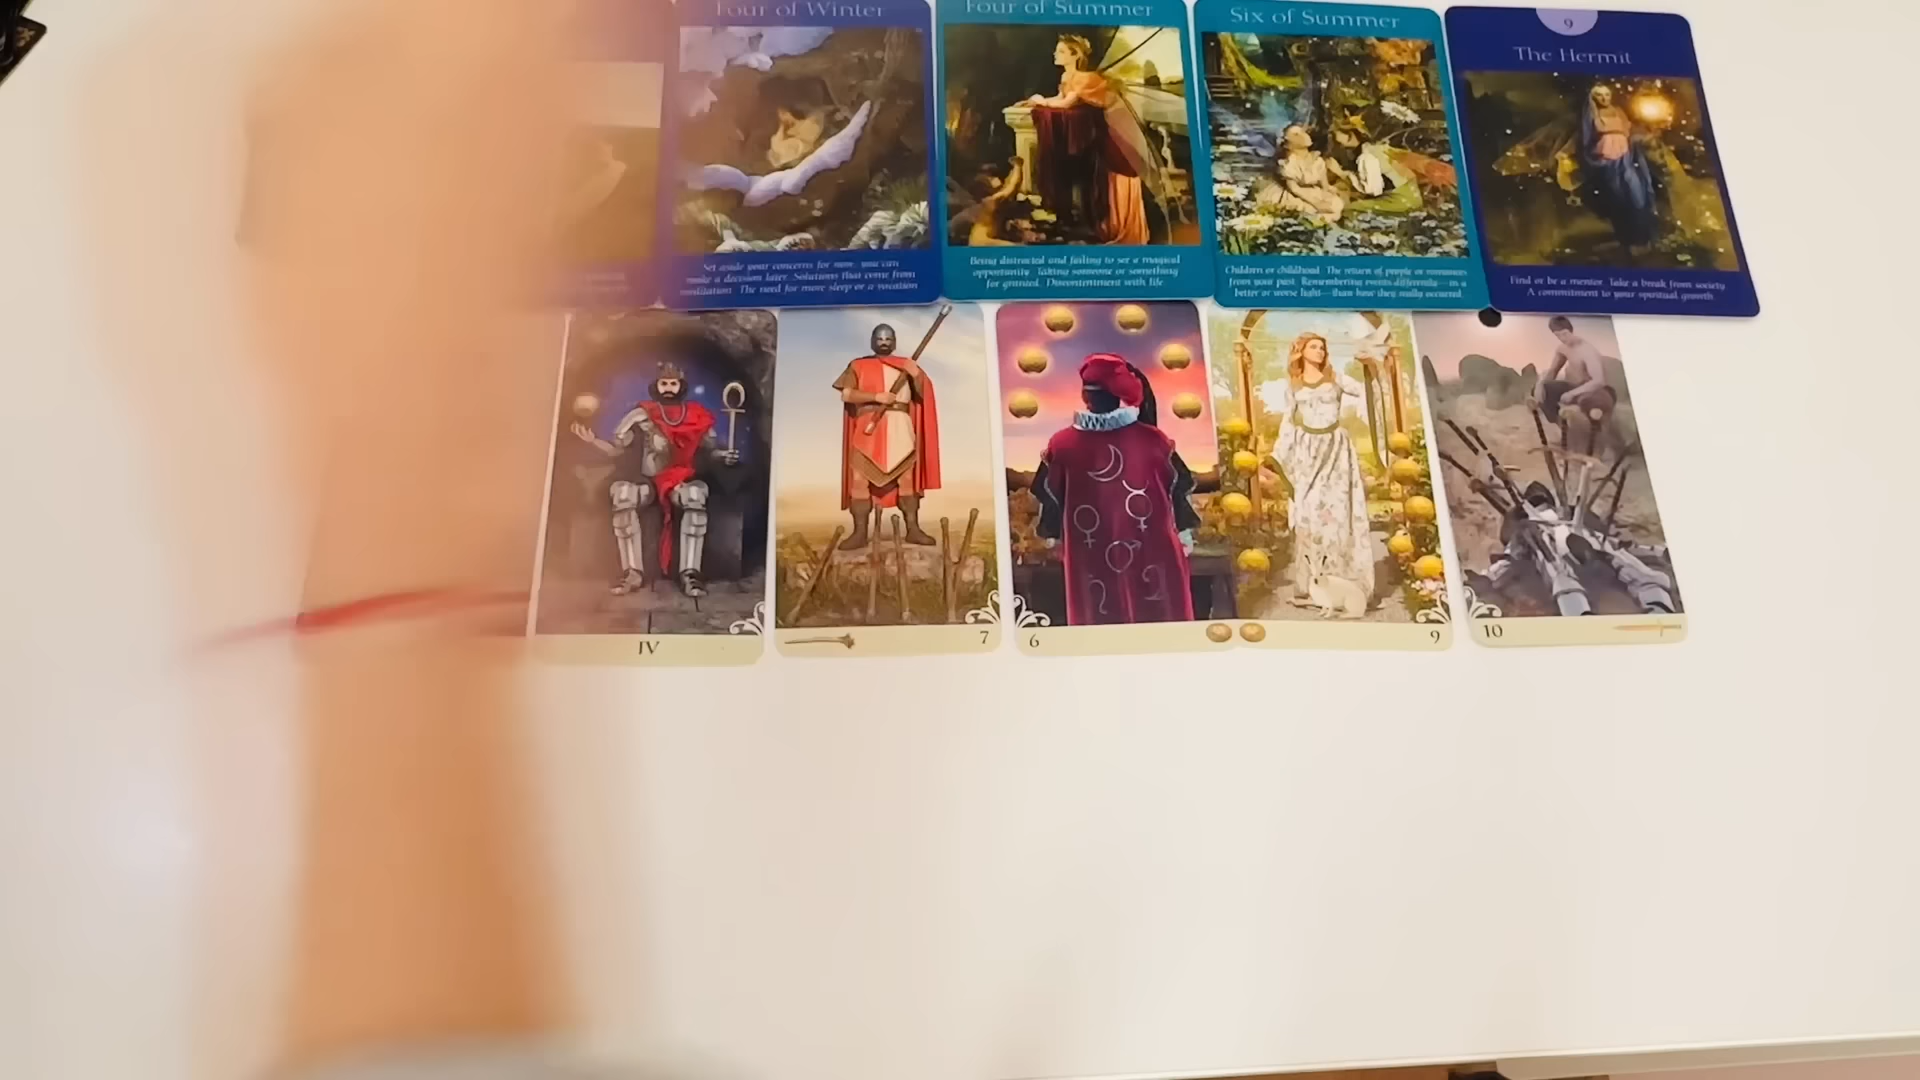 Four of Winter
Set aside your concerns for now, you can
make a decision later. Solutions that come from
meditation. The need for more sleep or a vacation
Four of Summer
Being distracted and failing to see a magical
opportunity. Taking someone or something
for granted. Discontentment with life
Six of Summer
Children or childhood. The return of people or romances
from your past. Remembering events differently—in a
better or worse light—than how they really occurred.
9
The Hermit
Find or be a mentor. Take a break from society
A commitment to your spiritual growth
IV
7
6
9
10